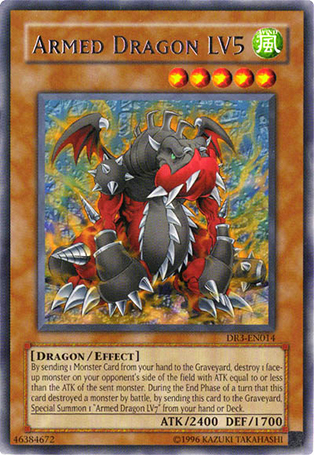 ARMED DRAGON LV5
WIND
風
DR3-EN014
[DRAGON/EFFECT]
By sending 1 Monster Card from your hand to the Graveyard, destroy 1 face-
up monster on your opponent's side of the field with ATK equal to or less
than the ATK of the sent monster. During the End Phase of a turn that this
card destroyed a monster by battle, by sending this card to the Graveyard,
Special Summon 1 "Armed Dragon LV7" from your hand or Deck.
ATK/2400 DEF/1700
46384672
©1996 KAZUKI TAKAHASHI